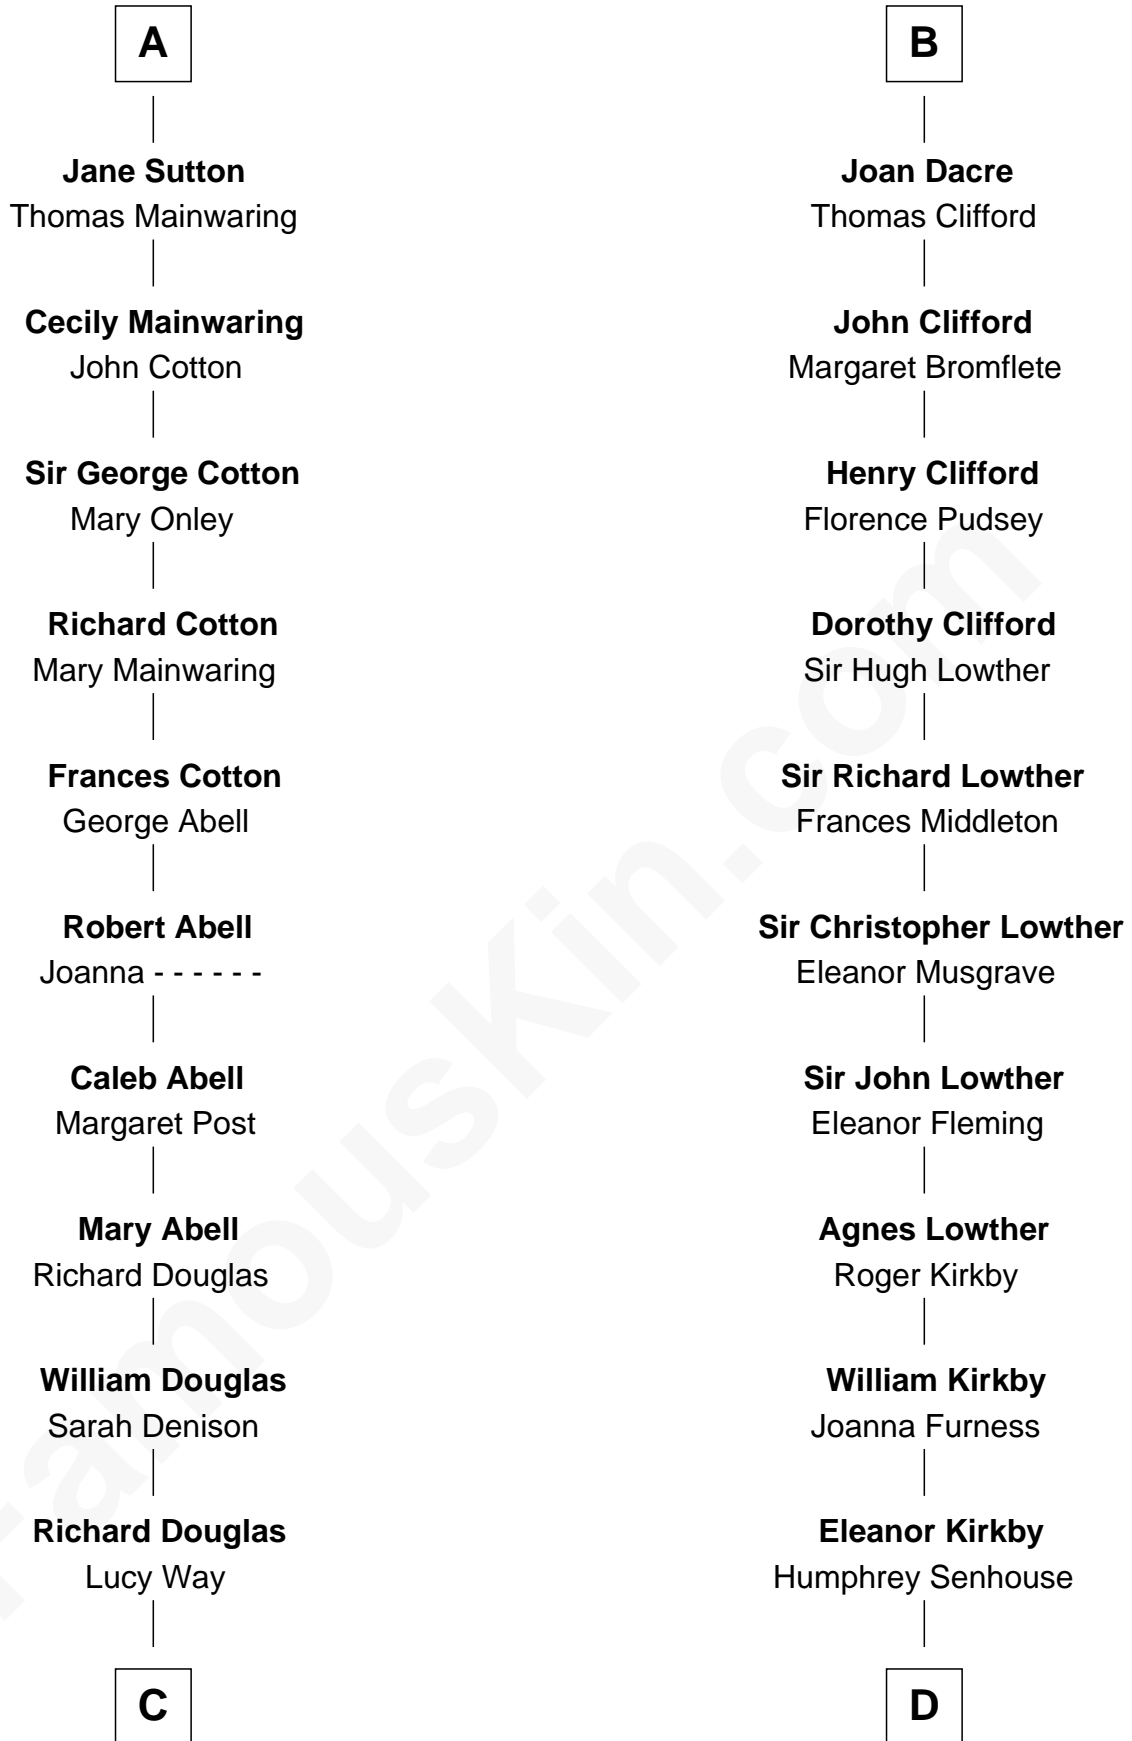 A
Jane Sutton
Thomas Mainwaring
Cecily Mainwaring
John Cotton
Sir George Cotton
Mary Onley
Richard Cotton
Mary Mainwaring
Frances Cotton
George Abell
Robert Abell
Joanna - - - - - -
Caleb Abell
Margaret Post
Mary Abell
Richard Douglas
William Douglas
Sarah Denison
Richard Douglas
Lucy Way
C
B
Joan Dacre
Thomas Clifford
John Clifford
Margaret Bromflete
Henry Clifford
Florence Pudsey
Dorothy Clifford
Sir Hugh Lowther
Sir Richard Lowther
Frances Middleton
Sir Christopher Lowther
Eleanor Musgrave
Sir John Lowther
Eleanor Fleming
Agnes Lowther
Roger Kirkby
William Kirkby
Joanna Furness
Eleanor Kirkby
Humphrey Senhouse
D
FamousKin.com